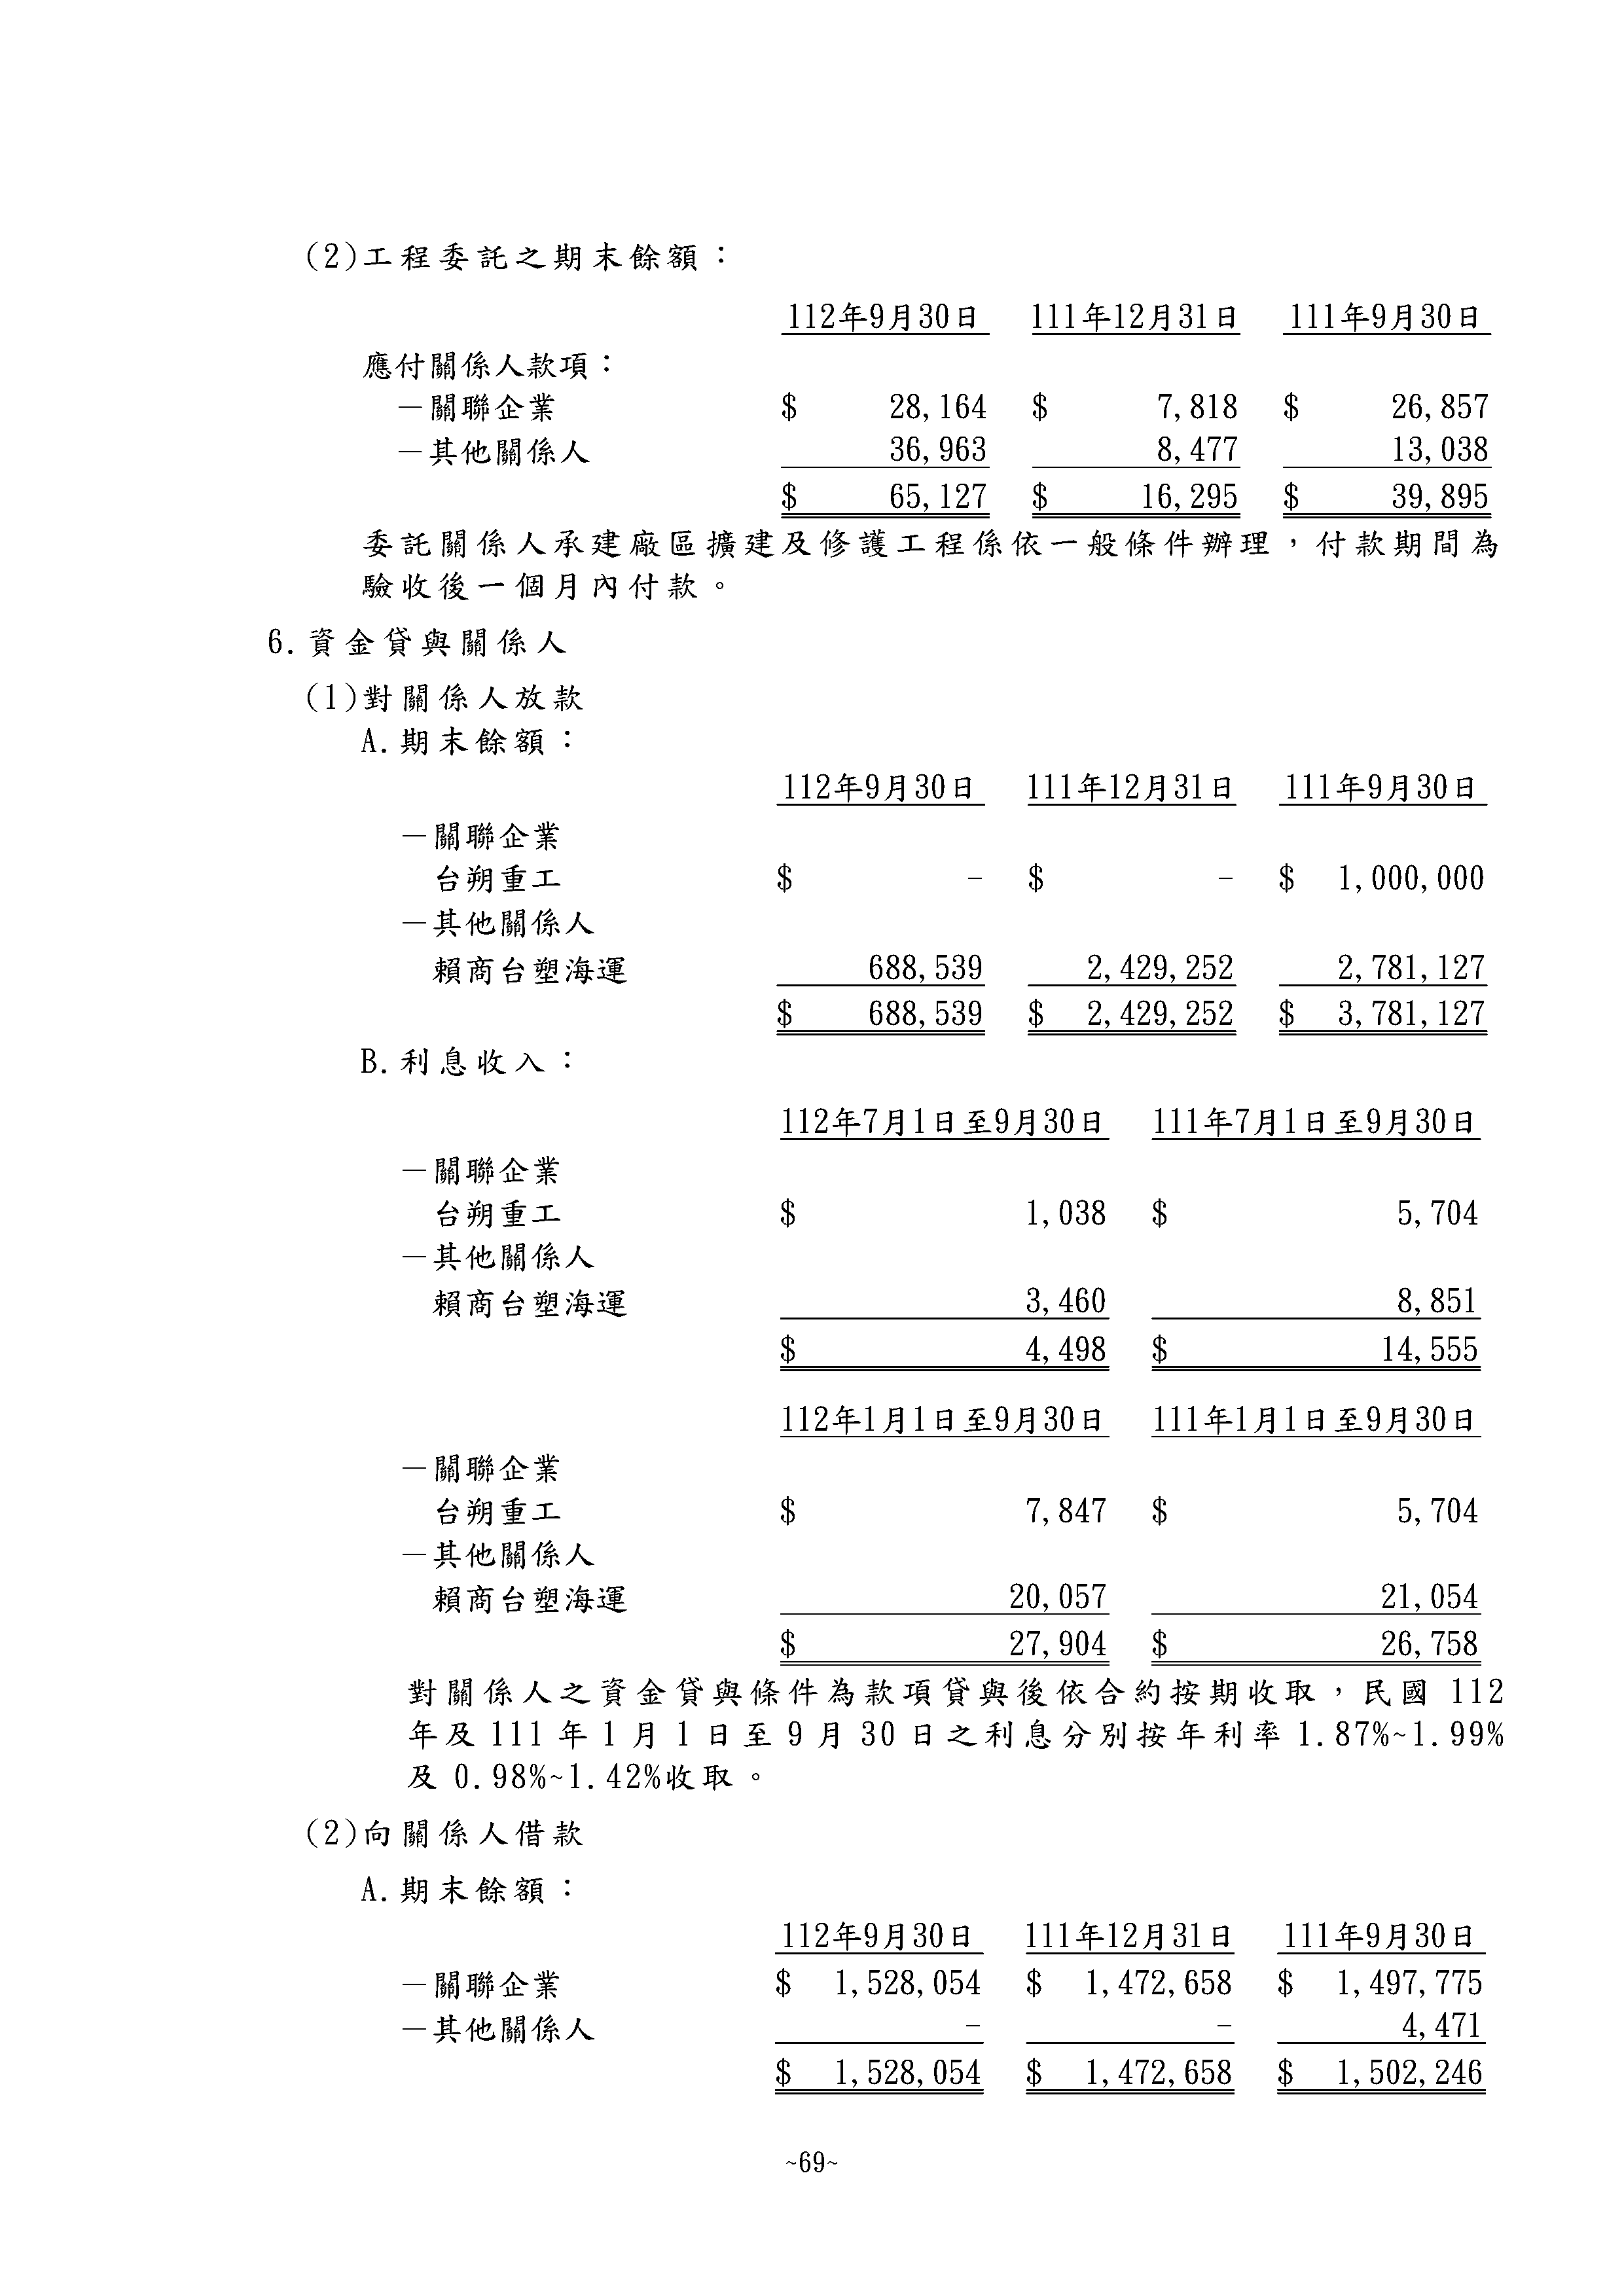 (2)工程委託之期末餘額：
112年9月30日 111年12月31日 111年9月30日
應付關係人款項：
－關聯企業 $ 28,164 $ 7,818 $ 26,857
－其他關係人 36,963 8,477 13,038
$ 65,127 $ 16,295 $ 39,895
委託關係人承建廠區擴建及修護工程係依一般條件辦理，付款期間為
驗收後一個月內付款。
6.資金貸與關係人
(1)對關係人放款
A.期末餘額：
112年9月30日 111年12月31日 111年9月30日
－關聯企業
台朔重工 $ - $ - $ 1,000,000
－其他關係人
賴商台塑海運 688,539 2,429,252 2,781,127
$ 688,539 $ 2,429,252 $ 3,781,127
B.利息收入：
112年7月1日至9月30日 111年7月1日至9月30日
－關聯企業
台朔重工 $ 1,038 $ 5,704
－其他關係人
賴商台塑海運 3,460 8,851
$ 4,498 $ 14,555
112年1月1日至9月30日 111年1月1日至9月30日
－關聯企業
台朔重工 $ 7,847 $ 5,704
－其他關係人
賴商台塑海運 20,057 21,054
$ 27,904 $ 26,758
對關係人之資金貸與條件為款項貸與後依合約按期收取，民國 112
年及 111 年 1 月 1 日至 9 月 30 日之利息分別按年利率 1.87%~1.99%
及 0.98%~1.42%收取。
(2)向關係人借款
A.期末餘額：
112年9月30日 111年12月31日 111年9月30日
－關聯企業 $ 1,528,054 $ 1,472,658 $ 1,497,775
－其他關係人 - - 4,471
$ 1,528,054 $ 1,472,658 $ 1,502,246
~69~